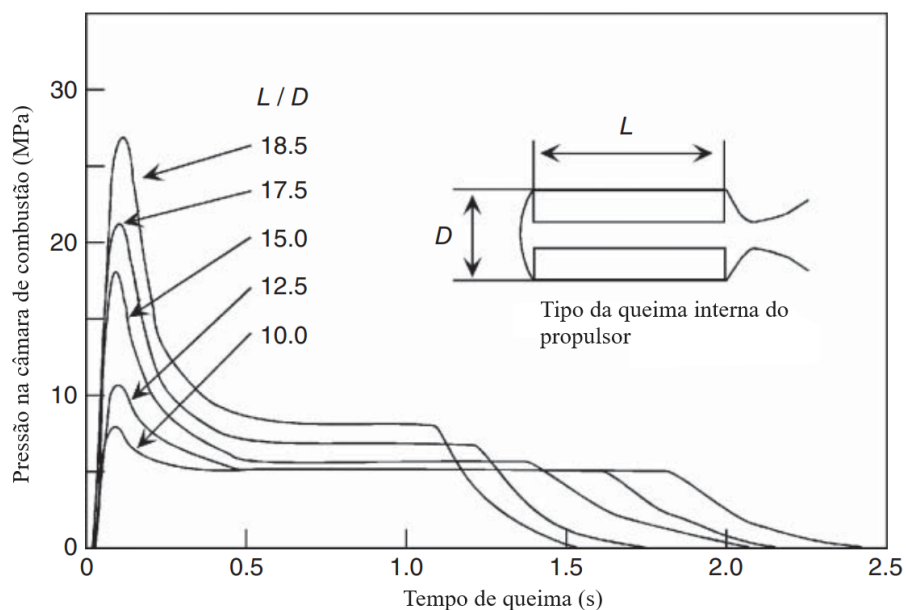 Pressão na câmara de combustão (MPa)
30
20
10
0
L / D
18.5
17.5
15.0
12.5
10.0
L
D
Tipo da queima interna do
propulsor
0
0.5
1.0
1.5
2.0
2.5
Tempo de queima (s)